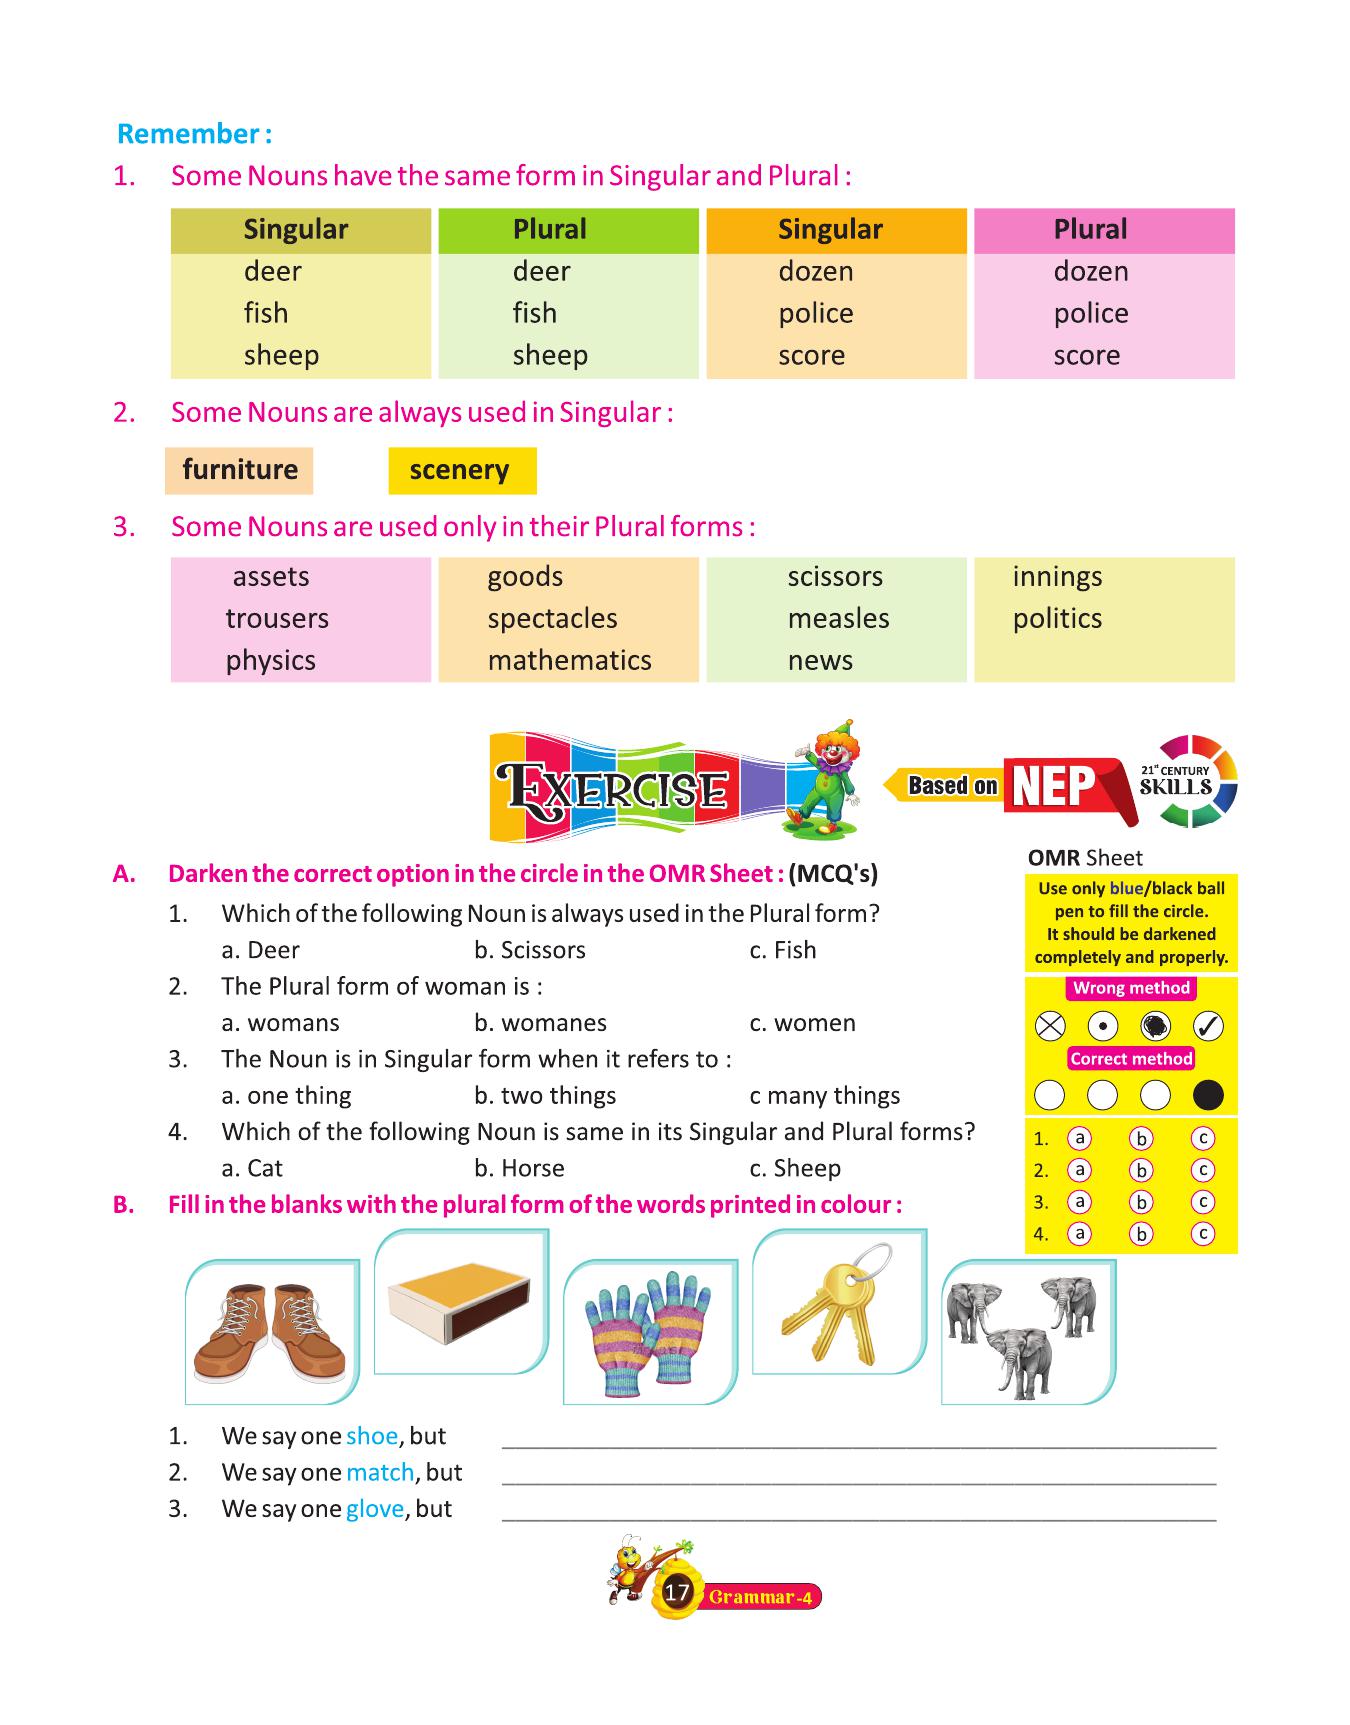 Remember :
1. Some Nouns have the same form in Singular and Plural :
Singular Plural Singular Plural
deer deer dozen dozen
fish fish police police
sheep sheep score score
2. Some Nouns are always used in Singular :
furniture scenery
3. Some Nouns are used only in their Plural forms :
assets goods scissors innings
trousers spectacles measles politics
physics mathematics news
EXERCISE
Based on NEP
21st CENTURY
SKILLS
A. Darken the correct option in the circle in the OMR Sheet : (MCQ's)
1. Which of the following Noun is always used in the Plural form?
a. Deer b. Scissors c. Fish
2. The Plural form of woman is :
a. womans b. womanes c. women
3. The Noun is in Singular form when it refers to :
a. one thing b. two things c many things
4. Which of the following Noun is same in its Singular and Plural forms?
a. Cat b. Horse c. Sheep
OMR Sheet
Use only blue/black ball
pen to fill the circle.
It should be darkened
completely and properly.
Wrong method
Correct method
1. a b c
2. a b c
3. a b c
4. a b c
B. Fill in the blanks with the plural form of the words printed in colour :
1. We say one shoe, but
2. We say one match, but
3. We say one glove, but
17 Grammar-4